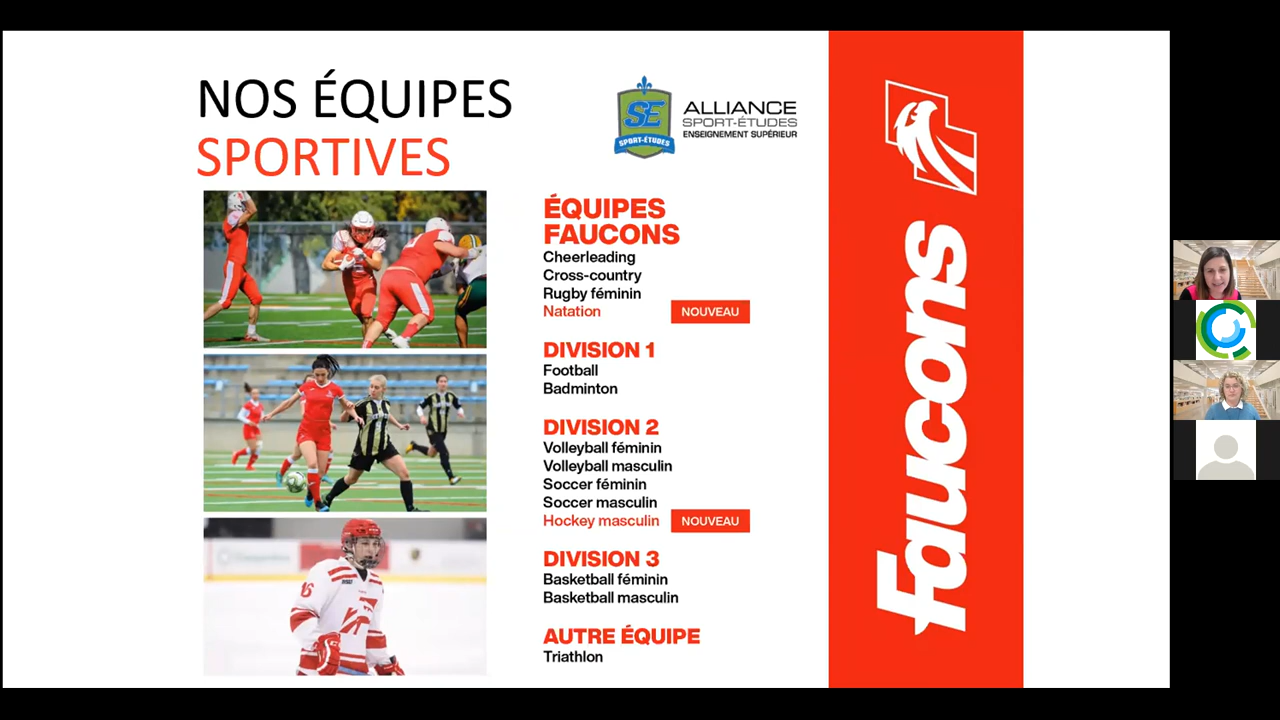 NOS ÉQUIPES
SPORTIVES
SE
SPORT-ÉTUDES
ALLIANCE
SPORT-ÉTUDES
ENSEIGNEMENT SUPÉRIEUR
ÉQUIPES
FAUCONS
Cheerleading
Cross-country
Rugby féminin
Natation NOUVEAU
DIVISION 1
Football
Badminton
DIVISION 2
Volleyball féminin
Volleyball masculin
Soccer féminin
Soccer masculin
Hockey masculin NOUVEAU
DIVISION 3
Basketball féminin
Basketball masculin
AUTRE ÉQUIPE
Triathlon
Faucons